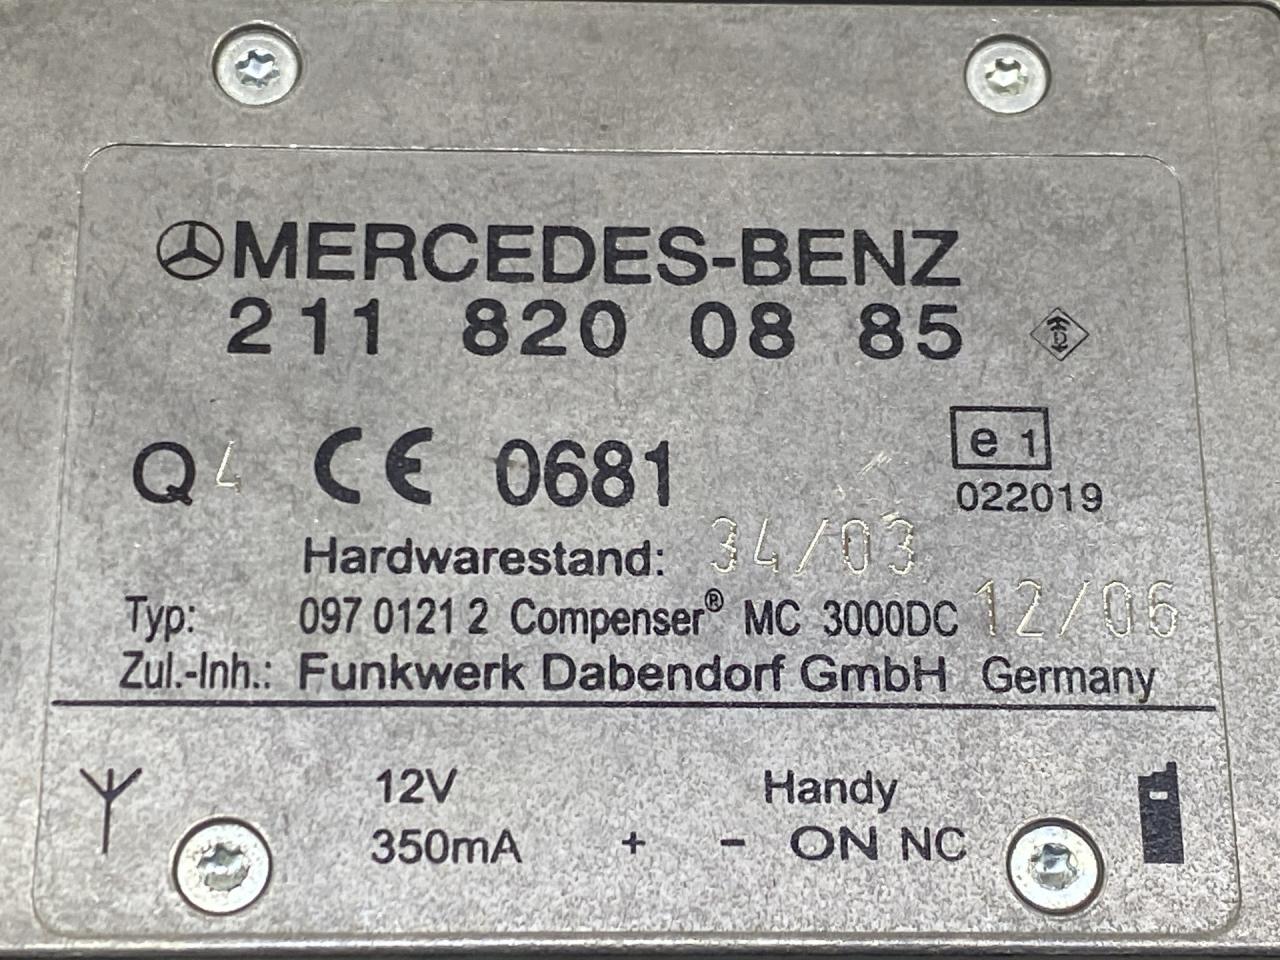 MERCEDES-BENZ
211 820 08 85
Q4 CE 0681
e 1
022019
Hardwarestand: 34/03
Typ: 097 0121 2 Compenser® MC 3000DC 12/06
Zul.-Inh.: Funkwerk Dabendorf GmbH Germany
12V Handy
350mA + - ON NC